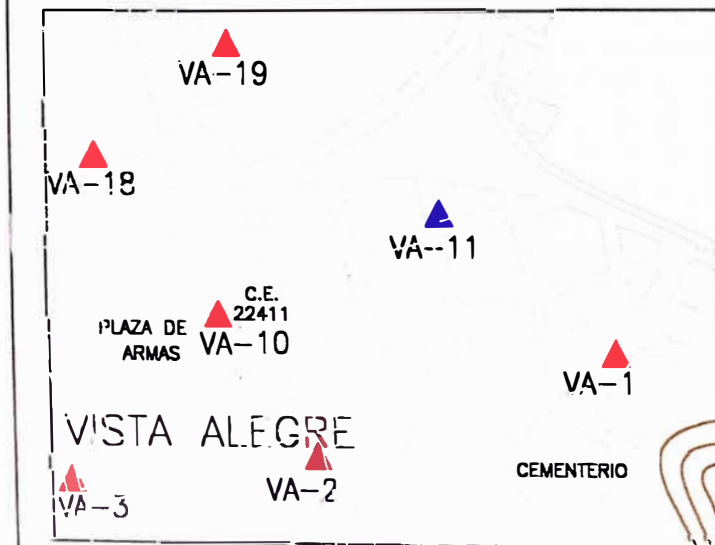 VA-19
VA-18
VA-11
C.E.
22411
PLAZA DE
ARMAS
VA-10
VA-1
VISTA ALEGRE
CEMENTERIO
VA-2
VA-3